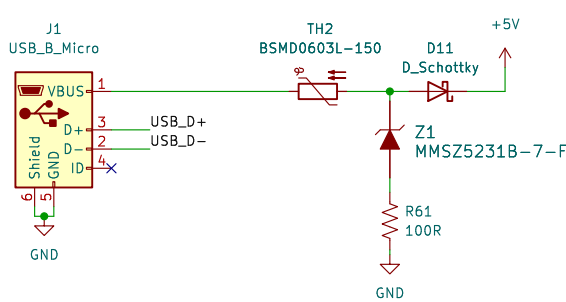 J1
USB_B_Micro
VBUS
1
D+
3
USB_D+
D-
2
USB_D-
ID
4
Shield
GND
6
5
GND
TH2
BSMD0603L-150
θ
D11
D_Schottky
+5V
Z1
MMSZ5231B-7-F
R61
100R
GND